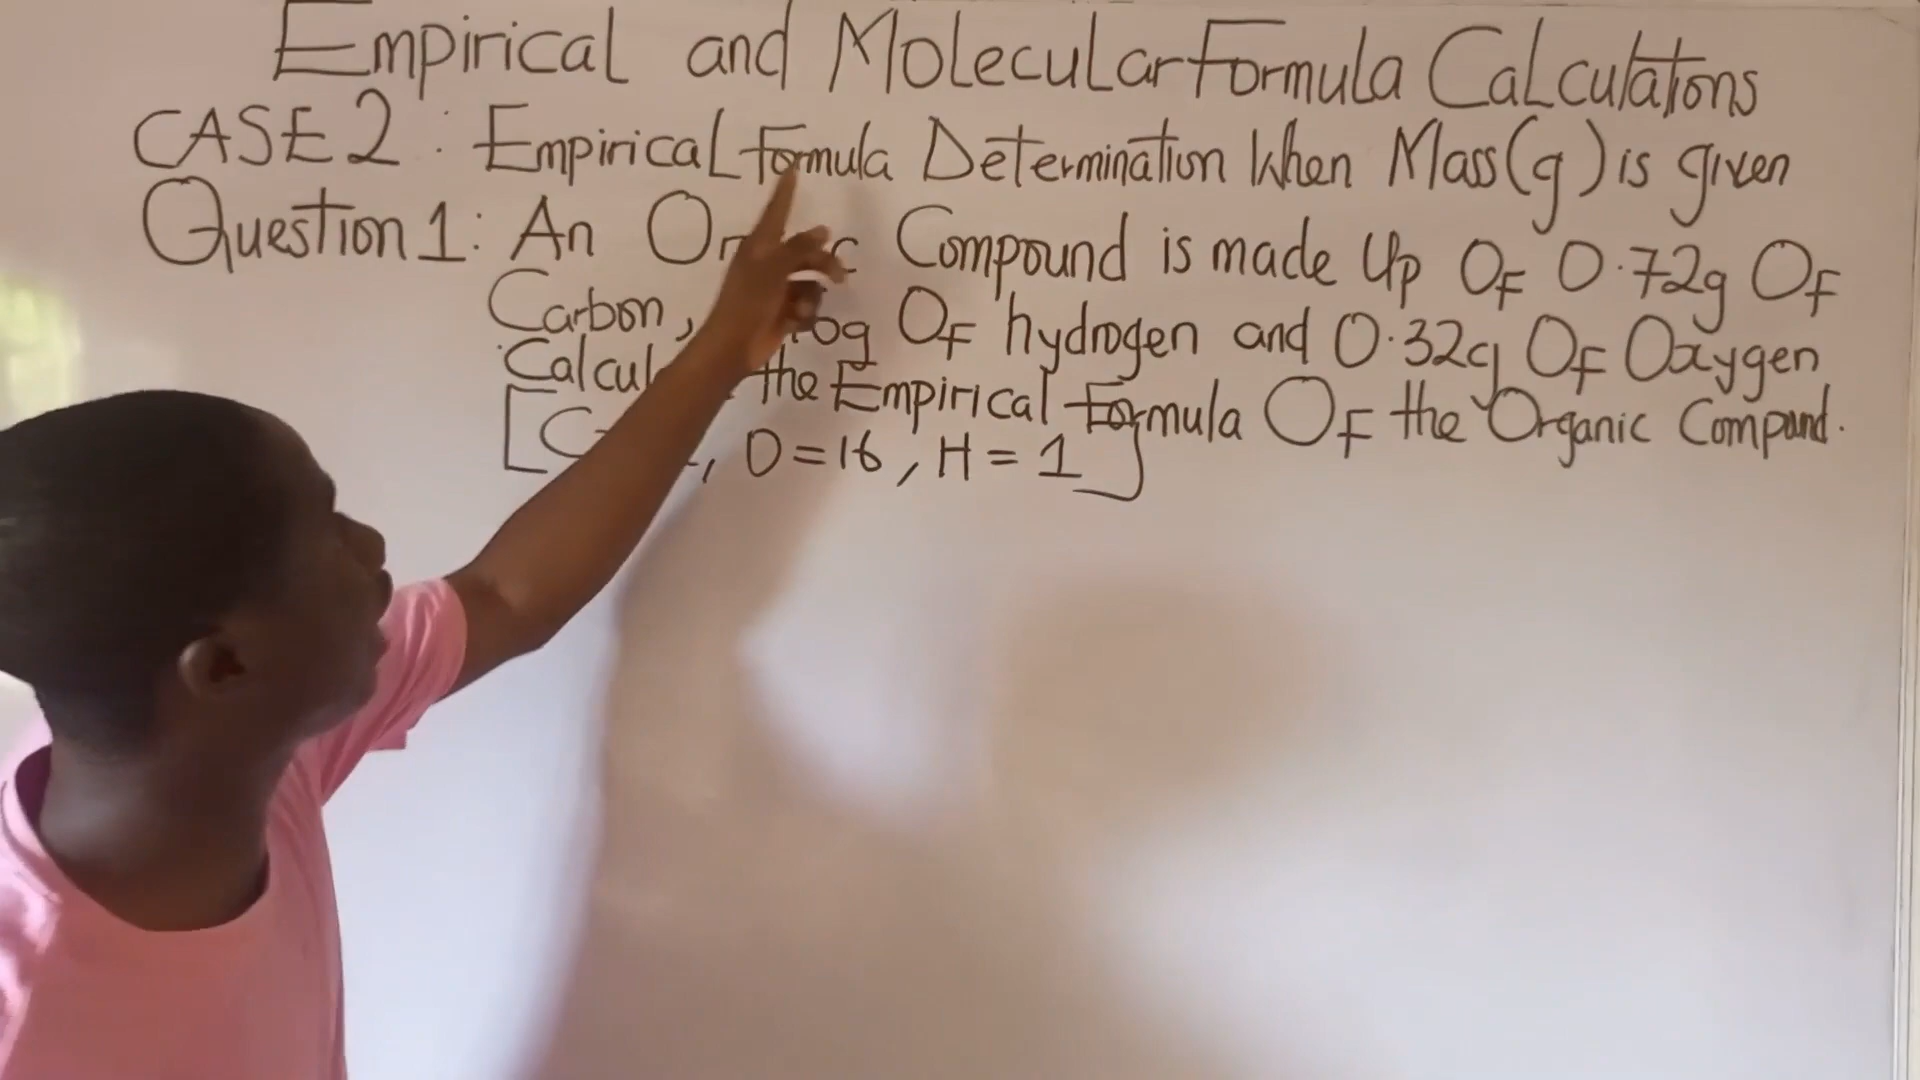 Empirical and Molecular Formula Calculations
CASE 2 : Empirical Formula Determination When Mass(g) is given
Question 1: An Compound is made Up Of 0.72g Of
Carbon, Of hydrogen and 0.32g Of Oxygen
the Empirical Formula Of the Organic Compound.
[C , O = 16 , H = 1 ]